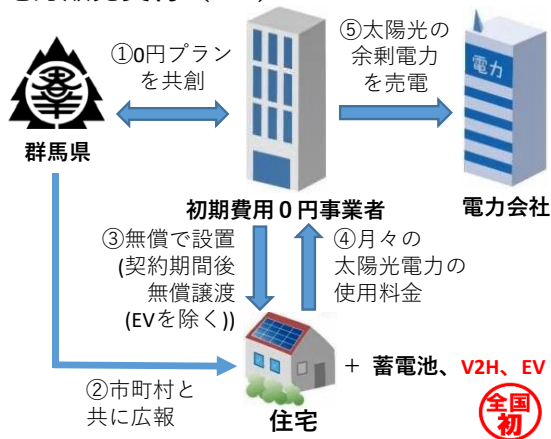 ①0円プラン
を共創
⑤太陽光の
余剰電力
を売電
電力
群馬県
初期費用０円事業者
電力会社
③無償で設置
(契約期間後
無償譲渡
(EVを除く))
④月々の
太陽光電力の
使用料金
＋ 蓄電池、V2H、EV
②市町村と
共に広報
住宅
全国
初